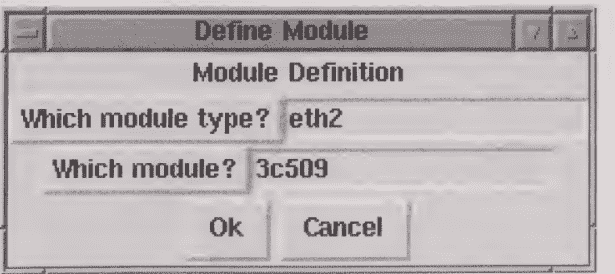 Define Module
Module Definition
Which module type? eth2
Which module? 3c509
Ok Cancel